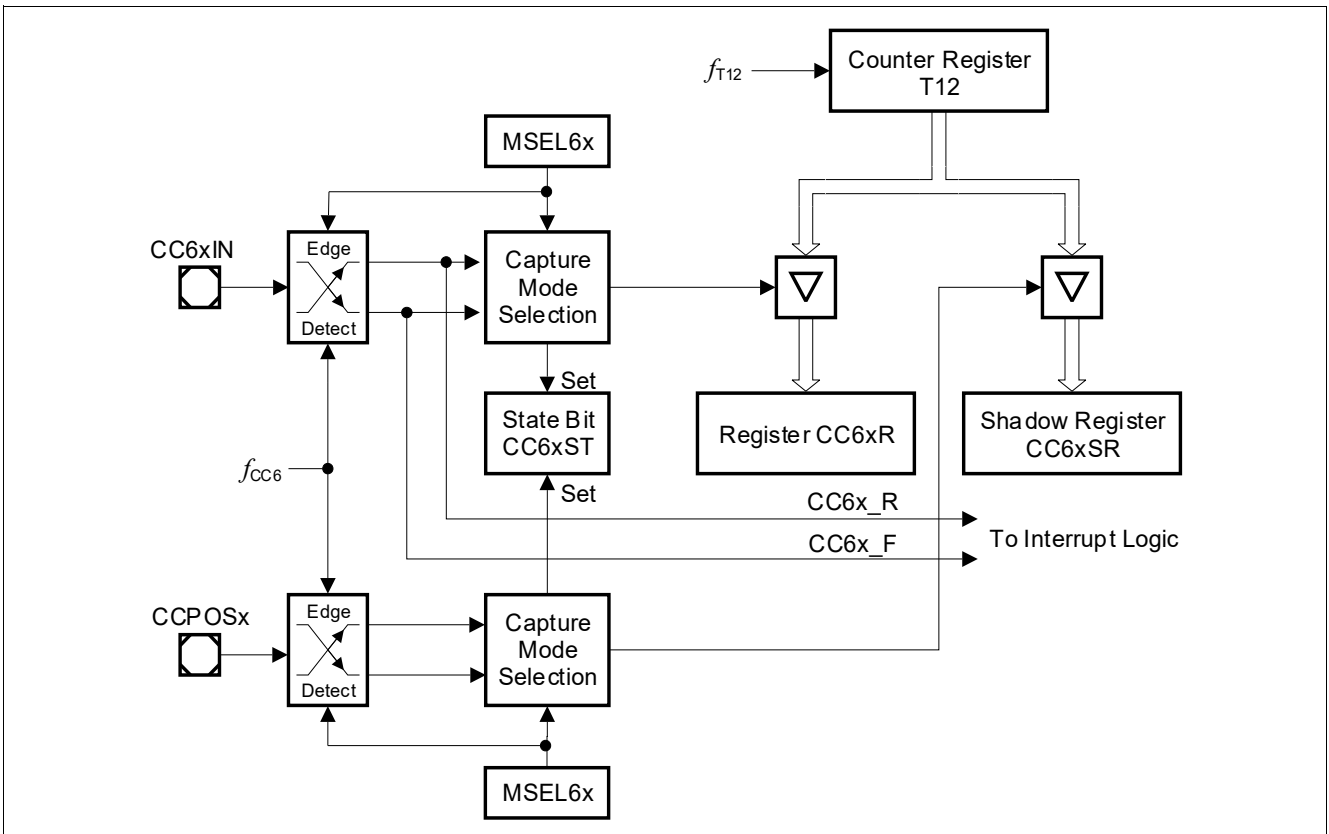 fT12
Counter Register
T12
MSEL6x
CC6xIN
Edge
Detect
Capture
Mode
Selection
Set
State Bit
CC6xST
Register CC6xR
Shadow Register
CC6xSR
fCC6
Set
CC6x_R
CC6x_F
To Interrupt Logic
CCPOSx
Edge
Detect
Capture
Mode
Selection
MSEL6x